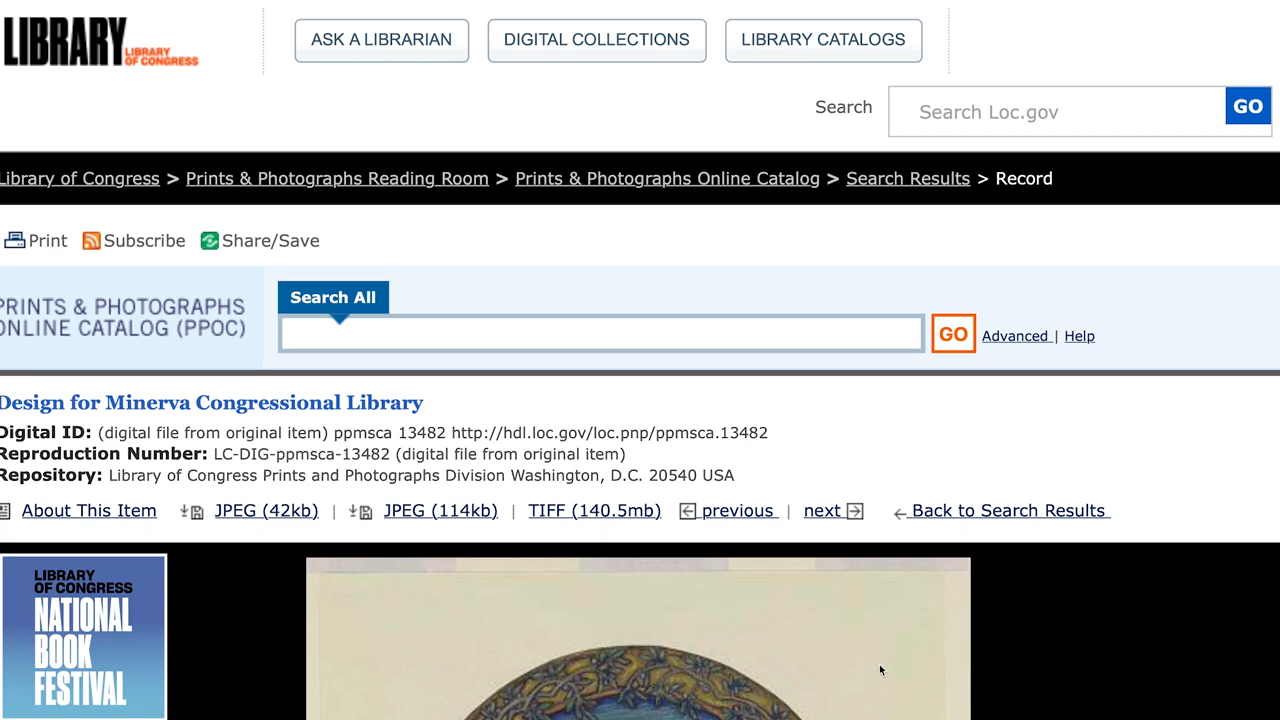 LIBRARY
LIBRARY
OF CONGRESS
ASK A LIBRARIAN
DIGITAL COLLECTIONS
LIBRARY CATALOGS
Search
Search Loc.gov
GO
Library of Congress > Prints & Photographs Reading Room > Prints & Photographs Online Catalog > Search Results > Record
Print Subscribe Share/Save
PRINTS & PHOTOGRAPHS
ONLINE CATALOG (PPOC)
Search All
GO
Advanced | Help
Design for Minerva Congressional Library
Digital ID: (digital file from original item) ppmsca 13482 http://hdl.loc.gov/loc.pnp/ppmsca.13482
Reproduction Number: LC-DIG-ppmsca-13482 (digital file from original item)
Repository: Library of Congress Prints and Photographs Division Washington, D.C. 20540 USA
About This Item JPEG (42kb) | JPEG (114kb) | TIFF (140.5mb) previous | next Back to Search Results
LIBRARY
OF CONGRESS
NATIONAL
BOOK
FESTIVAL